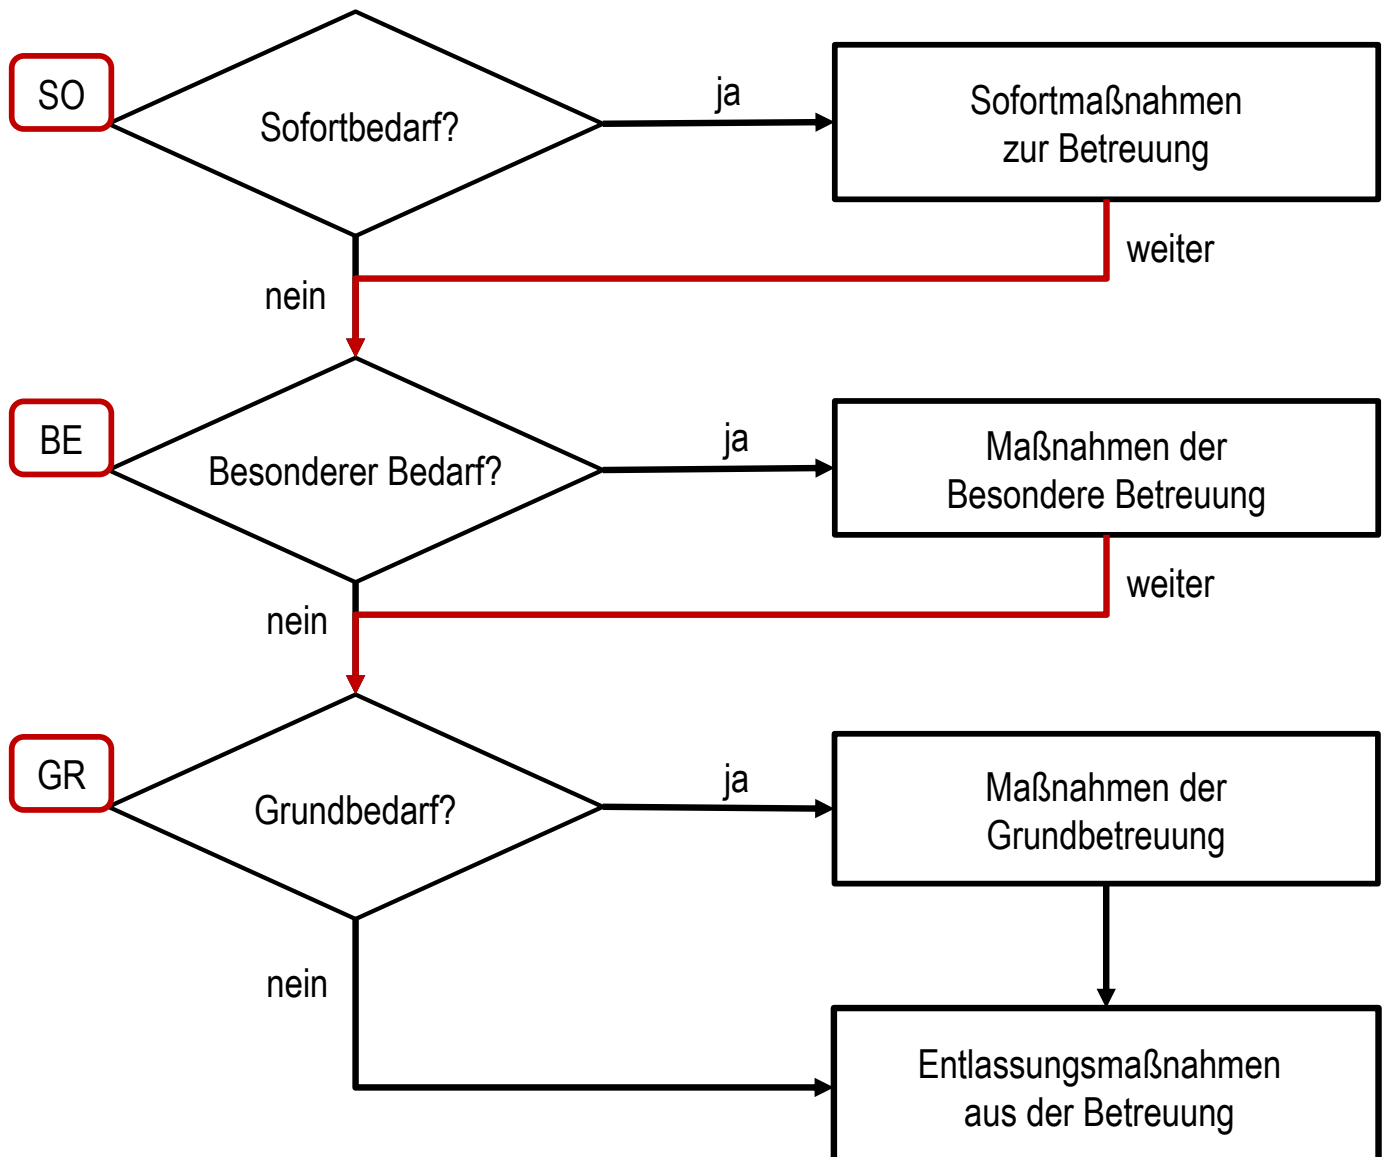 SO
Sofortbedarf?
ja
Sofortmaßnahmen
zur Betreuung
weiter
nein
BE
Besonderer Bedarf?
ja
Maßnahmen der
Besondere Betreuung
weiter
nein
GR
Grundbedarf?
ja
Maßnahmen der
Grundbetreuung
nein
Entlassungsmaßnahmen
aus der Betreuung